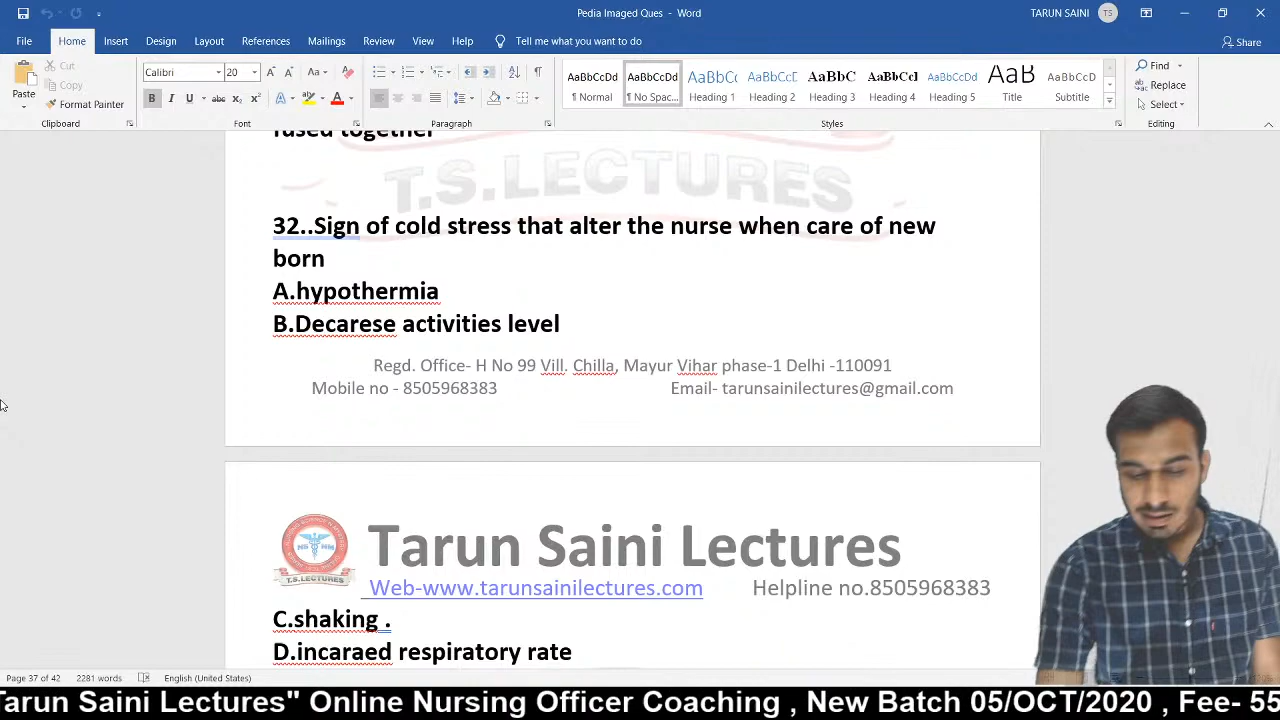 Pedia Imaged Ques - Word
TARUN SAINI TS
File Home Insert Design Layout References Mailings Review View Help Tell me what you want to do Share
Paste
Cut
Copy
Format Painter
Clipboard
Calibri 20
Font
Paragraph
AaBbCcDd AaBbCcDd AaBbCc AaBbCcD AaBbC AaBbCcI AaBbCcDd AaB AaBbCcDd
¶ Normal ¶ No Spac... Heading 1 Heading 2 Heading 3 Heading 4 Heading 5 Title Subtitle
Styles
Find
Replace
Select
Editing
fused together
T.S.LECTURES
32..Sign of cold stress that alter the nurse when care of new
born
A.hypothermia
B.Decarese activities level
Regd. Office- H No 99 Vill. Chilla, Mayur Vihar phase-1 Delhi -110091
Mobile no - 8505968383 Email- tarunsainilectures@gmail.com
T.S.LECTURES
Tarun Saini Lectures
Web-www.tarunsainilectures.com Helpline no.8505968383
C.shaking .
D.incaraed respiratory rate
Page 37 of 42 2281 words English (United States)
Tarun Saini Lectures" Online Nursing Officer Coaching , New Batch 05/OCT/2020 , Fee- 55